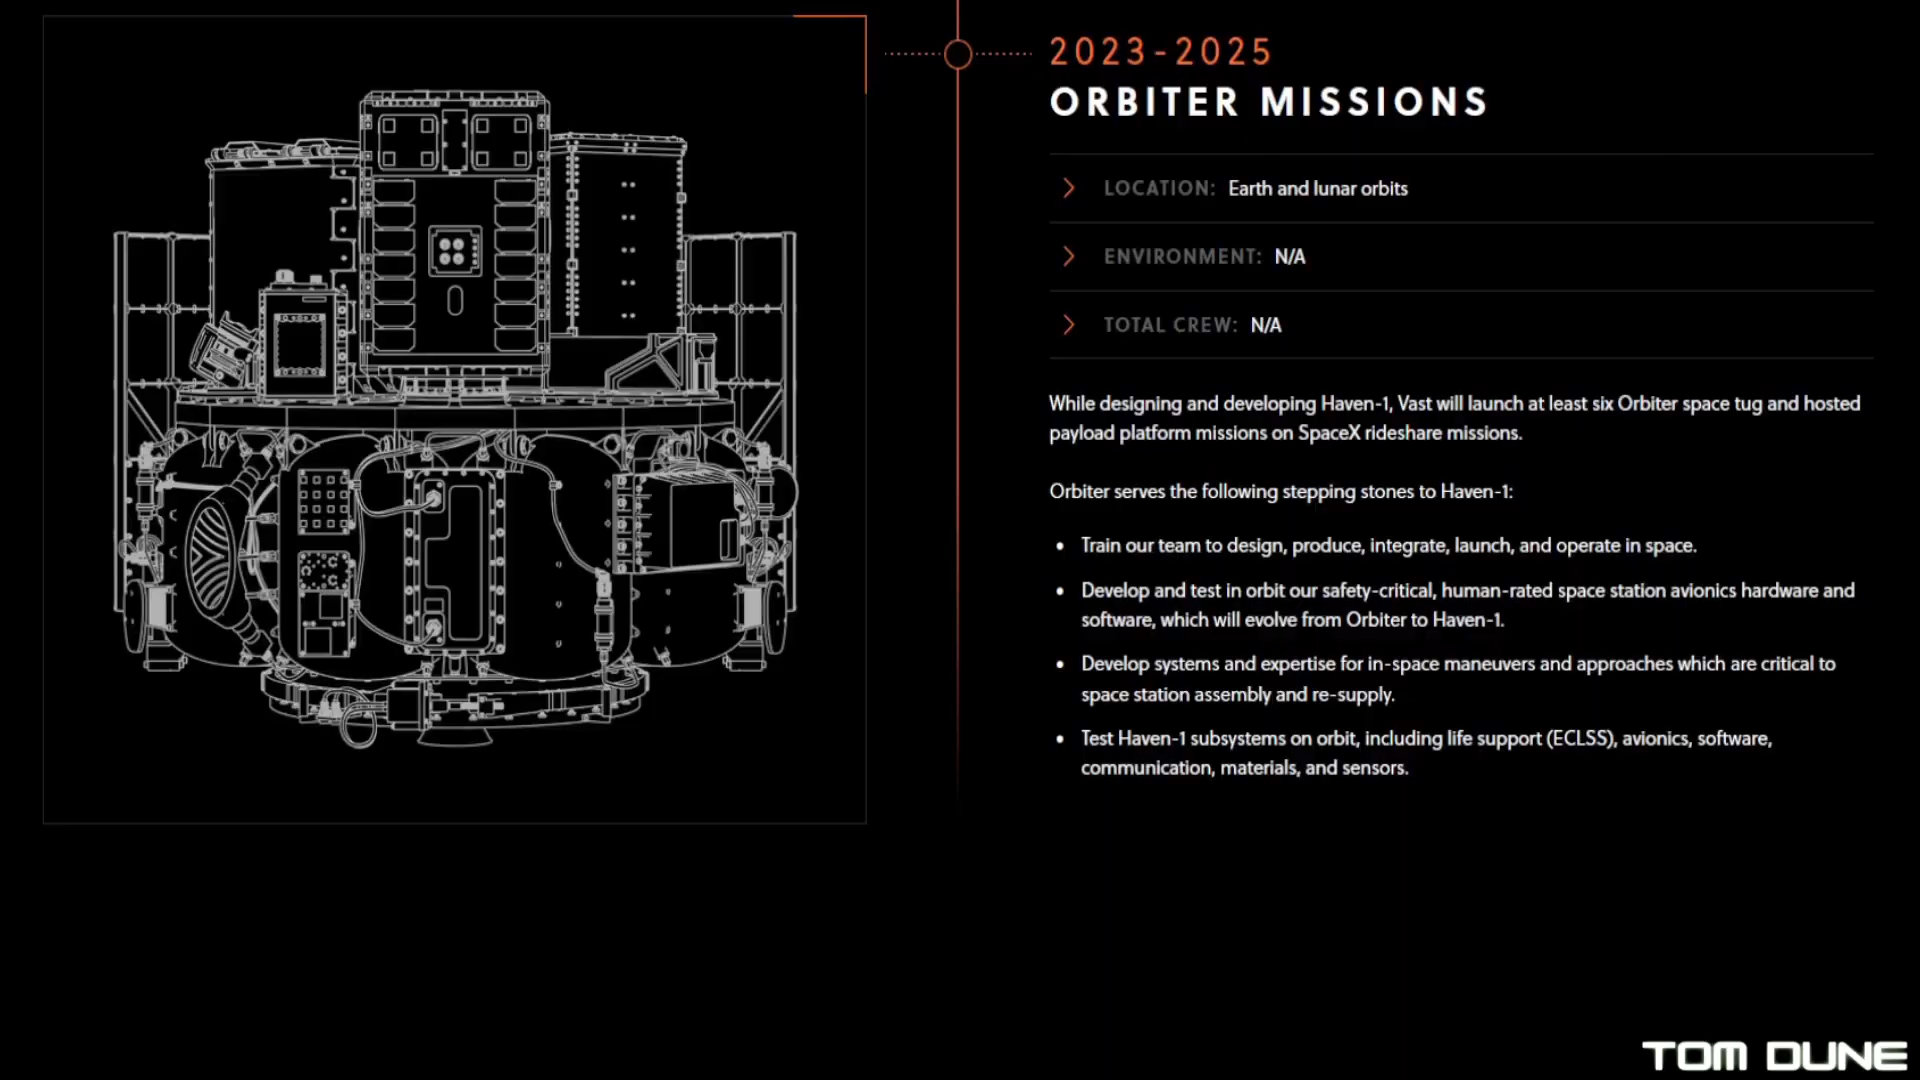 2023-2025
ORBITER MISSIONS
LOCATION: Earth and lunar orbits
ENVIRONMENT: N/A
TOTAL CREW: N/A
While designing and developing Haven-1, Vast will launch at least six Orbiter space tug and hosted
payload platform missions on SpaceX rideshare missions.
Orbiter serves the following stepping stones to Haven-1:
• Train our team to design, produce, integrate, launch, and operate in space.
• Develop and test in orbit our safety-critical, human-rated space station avionics hardware and
software, which will evolve from Orbiter to Haven-1.
• Develop systems and expertise for in-space maneuvers and approaches which are critical to
space station assembly and re-supply.
• Test Haven-1 subsystems on orbit, including life support (ECLSS), avionics, software,
communication, materials, and sensors.
TOM DUNE